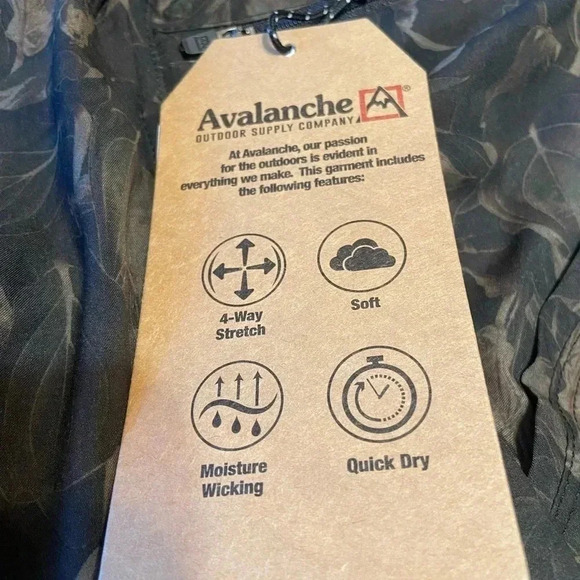 Avalanche ®
OUTDOOR SUPPLY COMPANY
At Avalanche, our passion
for the outdoors is evident in
everything we make. This garment includes
the following features:
4-Way
Stretch
Soft
Moisture
Wicking
Quick Dry